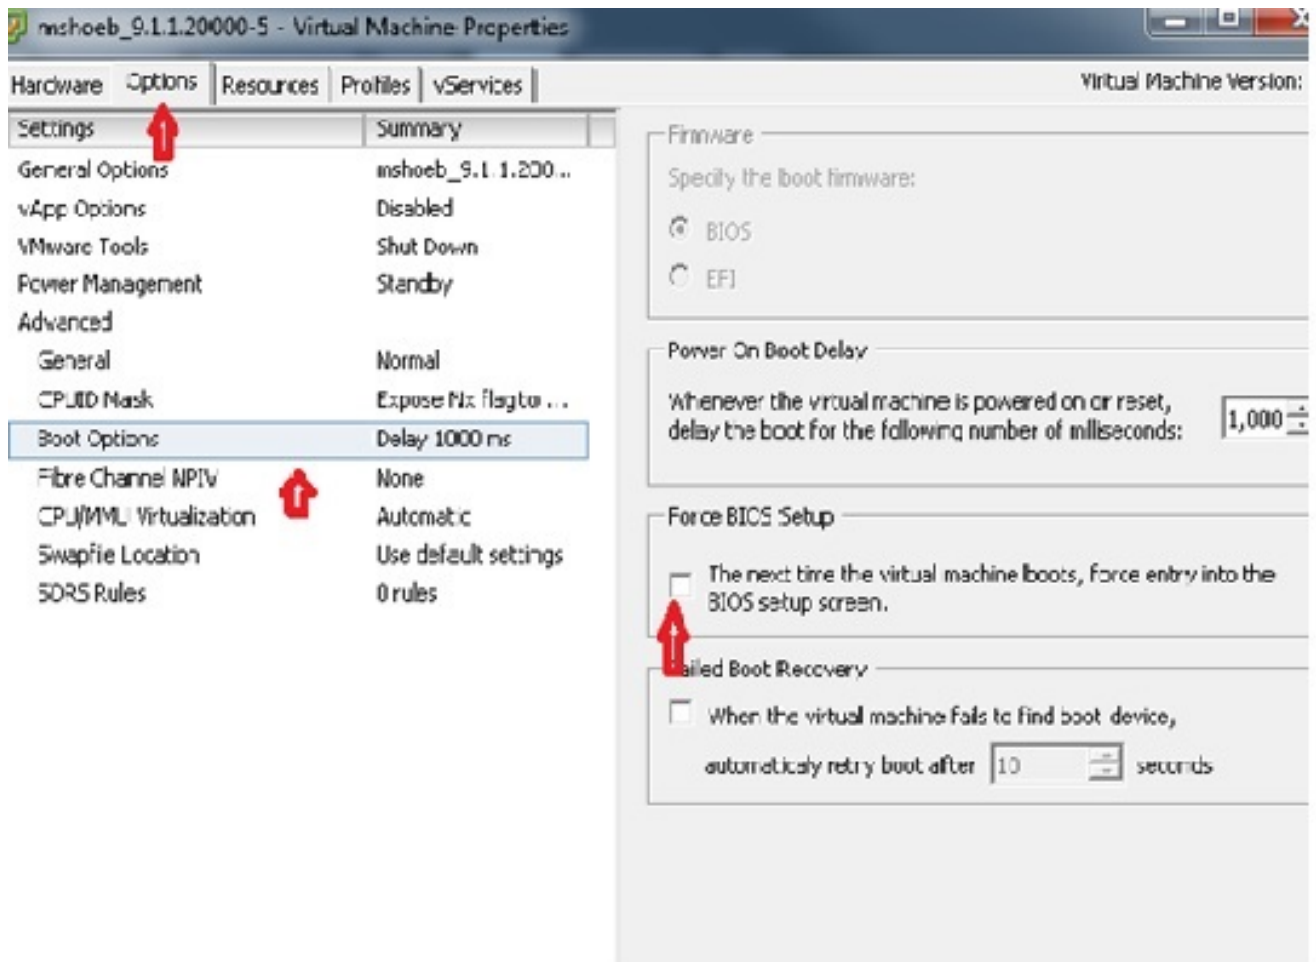 mshoeb_9.1.1.20000-5 - Virtual Machine Properties
Hardware Options Resources Profiles vServices Virtual Machine Version:
Settings Summary
General Options mshoeb_9.1.1.200...
vApp Options Disabled
VMware Tools Shut Down
Power Management Standby
Advanced
General Normal
CPUID Mask Expose Nx flag to ...
Boot Options Delay 1000 ms
Fibre Channel NPIV None
CPU/MMU Virtualization Automatic
Swapfile Location Use default settings
SDRS Rules 0 rules
Firmware
Specify the boot firmware:
BIOS
EFI
Power On Boot Delay
Whenever the virtual machine is powered on or reset,
delay the boot for the following number of milliseconds:
1,000
Force BIOS Setup
The next time the virtual machine boots, force entry into the
BIOS setup screen.
Failed Boot Recovery
When the virtual machine fails to find boot device,
automatically retry boot after 10 seconds